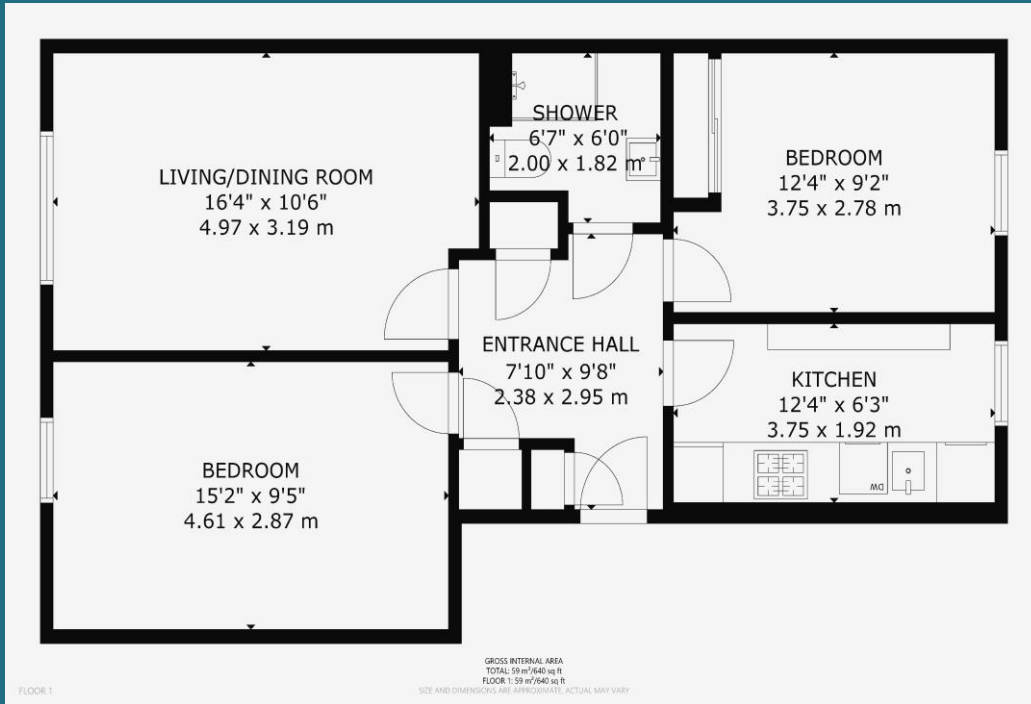 LIVING/DINING ROOM
16'4" x 10'6"
4.97 x 3.19 m
SHOWER
6'7" x 6'0"
2.00 x 1.82 m
BEDROOM
12'4" x 9'2"
3.75 x 2.78 m
ENTRANCE HALL
7'10" x 9'8"
2.38 x 2.95 m
KITCHEN
12'4" x 6'3"
3.75 x 1.92 m
DW
BEDROOM
15'2" x 9'5"
4.61 x 2.87 m
GROSS INTERNAL AREA
TOTAL: 59 m²/640 sq ft
FLOOR 1: 59 m²/640 sq ft
SIZE AND DIMENSIONS ARE APPROXIMATE, ACTUAL MAY VARY
FLOOR 1